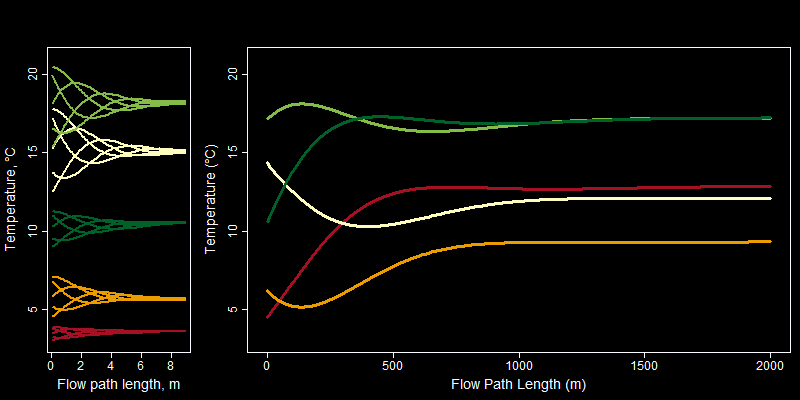 Temperature, °C
20
15
10
5
0 2 4 6 8
Flow path length, m
Temperature (°C)
20
15
10
5
0 500 1000 1500 2000
Flow Path Length (m)